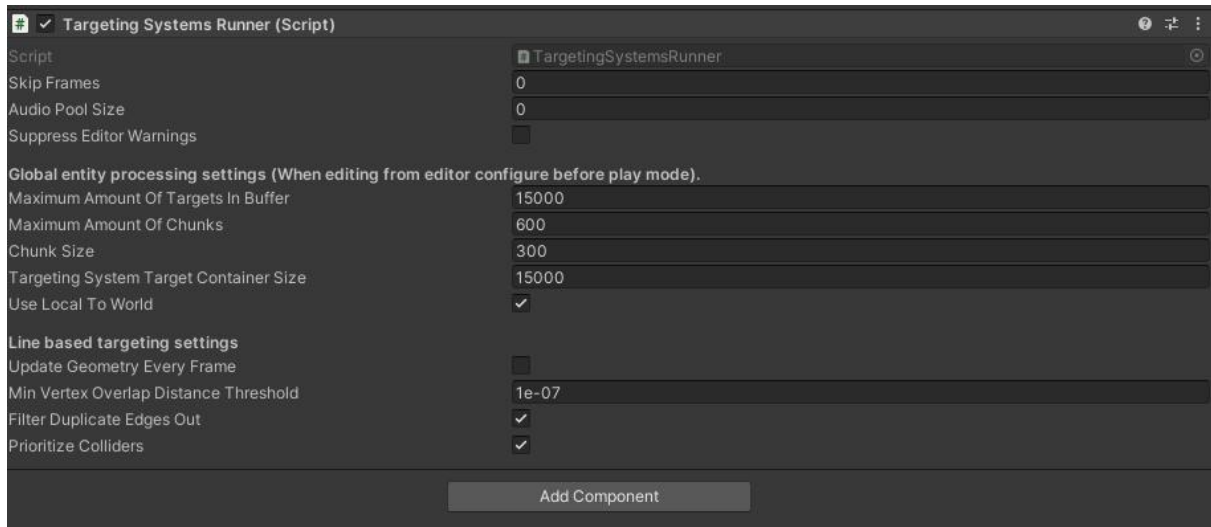 Targeting Systems Runner (Script)
Script TargetingSystemsRunner
Skip Frames 0
Audio Pool Size 0
Suppress Editor Warnings
Global entity processing settings (When editing from editor configure before play mode).
Maximum Amount Of Targets In Buffer 15000
Maximum Amount Of Chunks 600
Chunk Size 300
Targeting System Target Container Size 15000
Use Local To World
Line based targeting settings
Update Geometry Every Frame
Min Vertex Overlap Distance Threshold 1e-07
Filter Duplicate Edges Out
Prioritize Colliders
Add Component